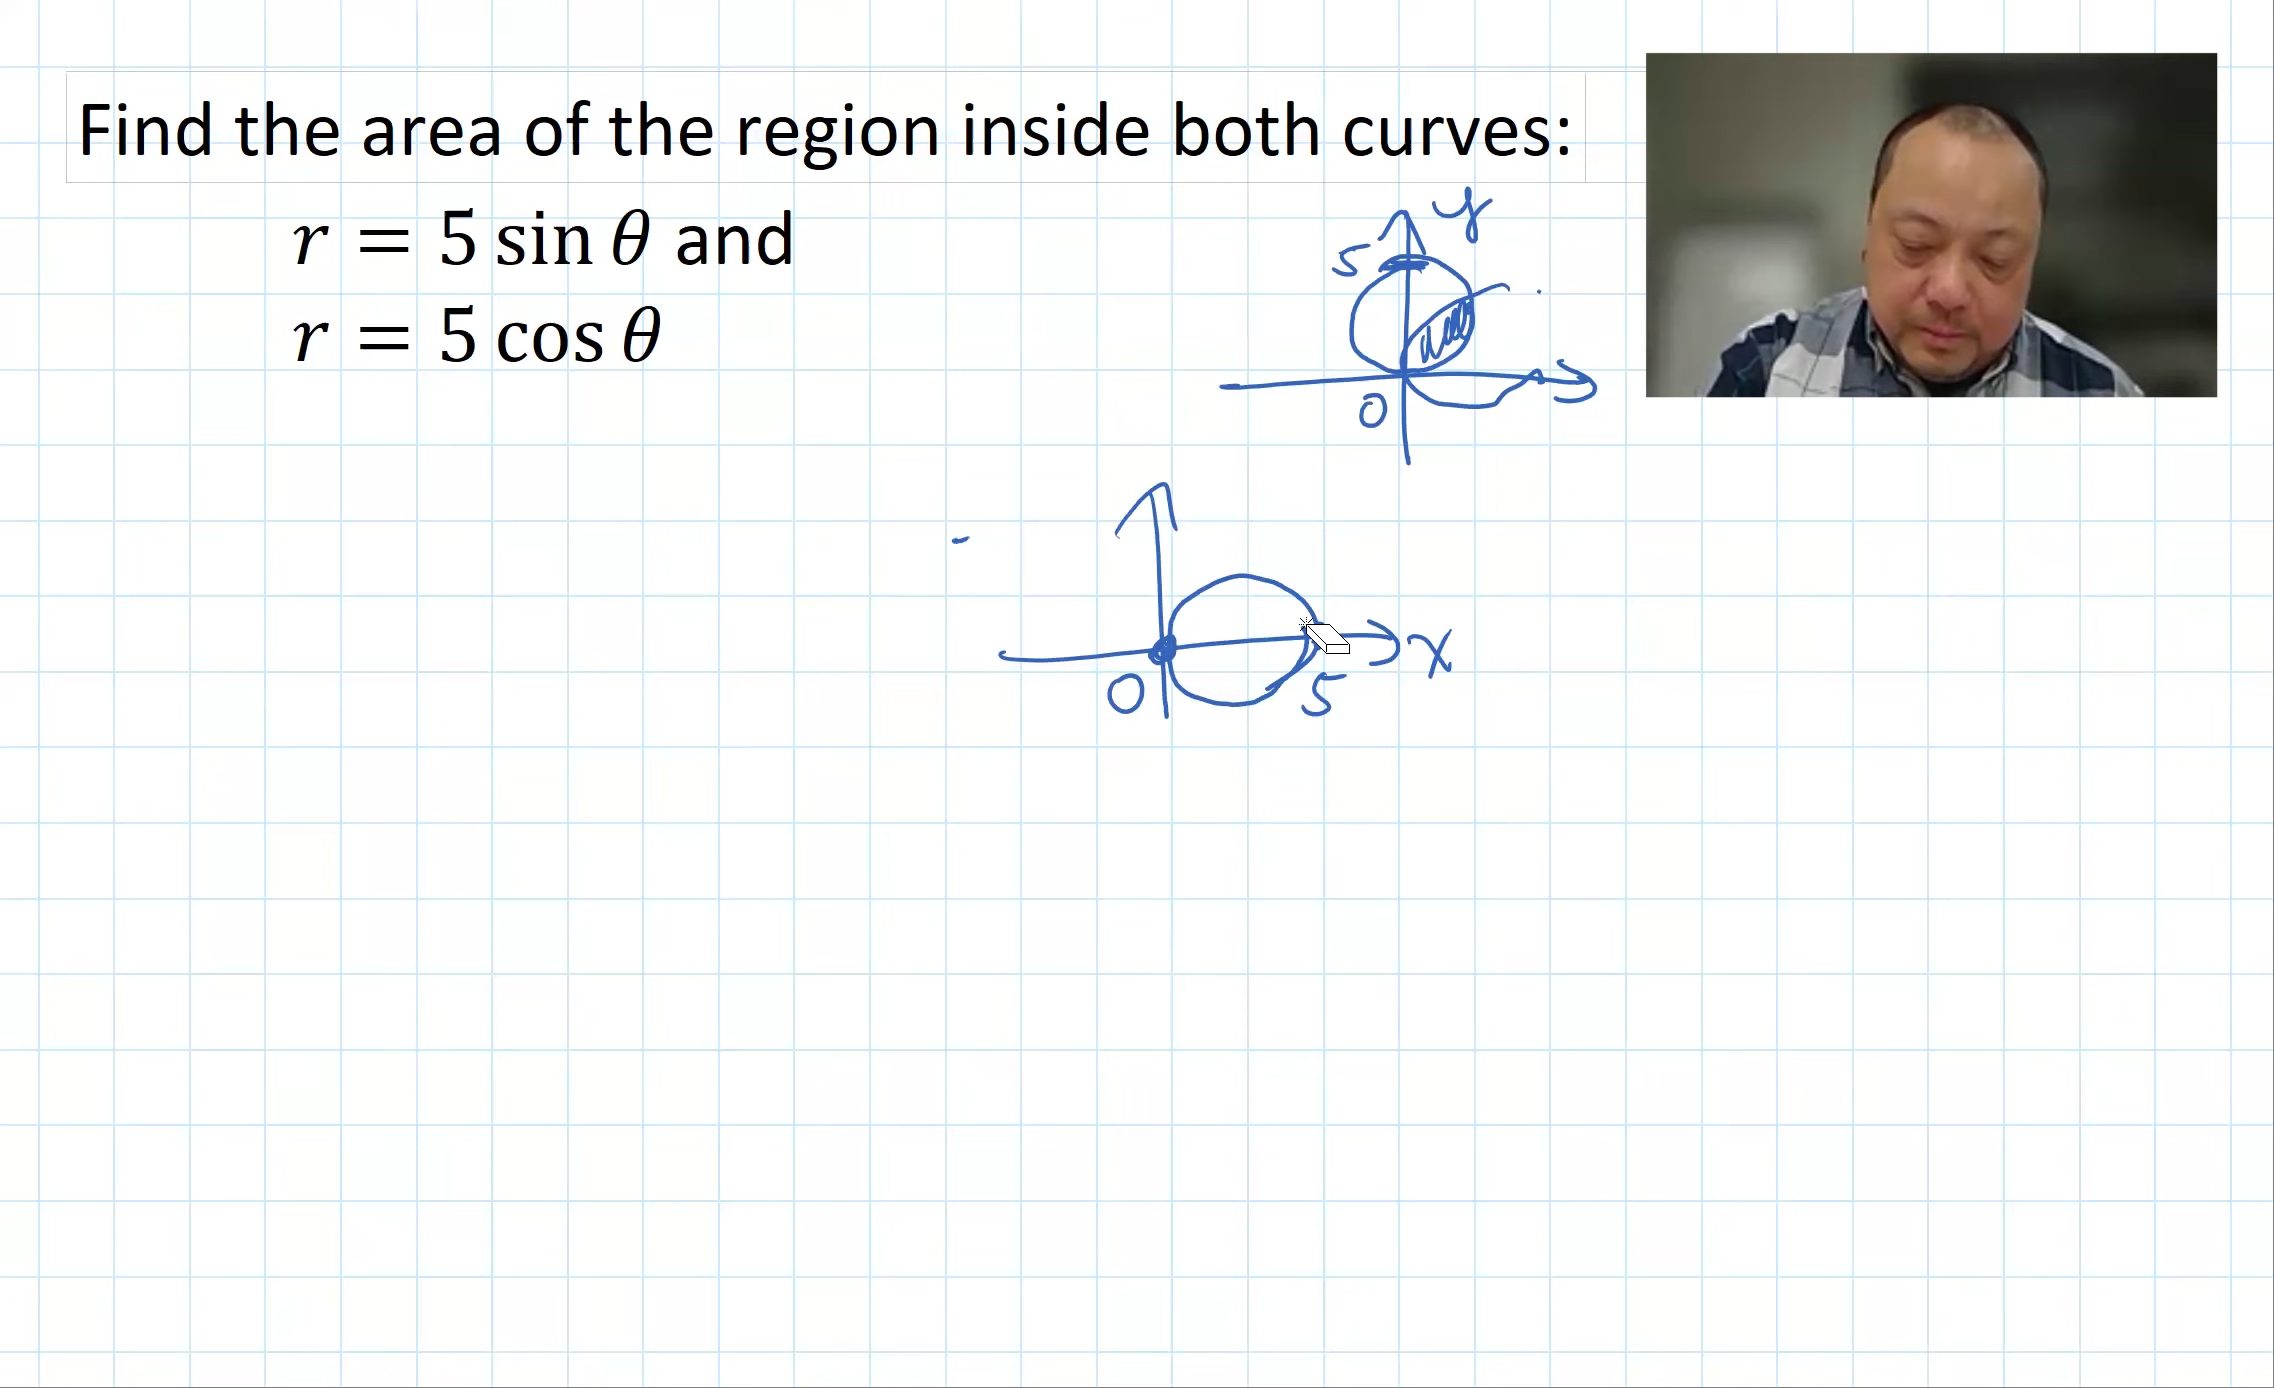 Find the area of the region inside both curves:
r = 5 sin θ and
r = 5 cos θ
y
5
0
x
0
5